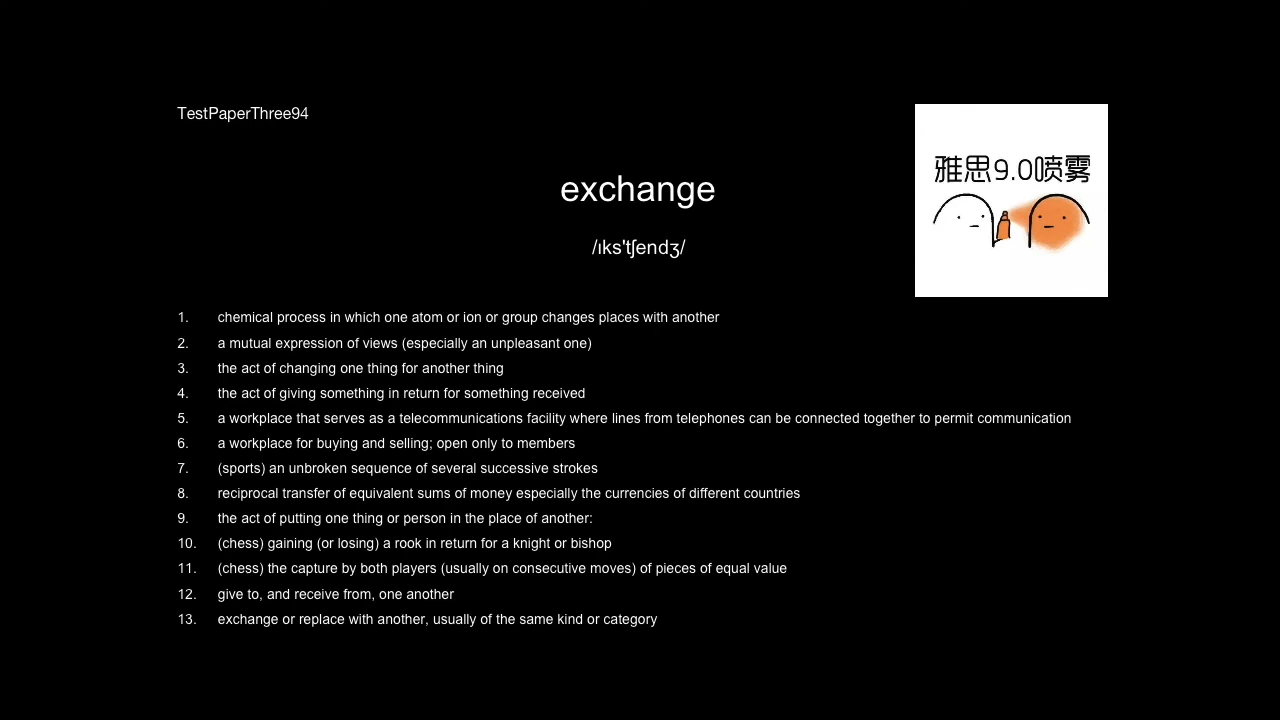 TestPaperThree94
雅思9.0喷雾
exchange
/ɪks'tʃendʒ/
1. chemical process in which one atom or ion or group changes places with another
2. a mutual expression of views (especially an unpleasant one)
3. the act of changing one thing for another thing
4. the act of giving something in return for something received
5. a workplace that serves as a telecommunications facility where lines from telephones can be connected together to permit communication
6. a workplace for buying and selling; open only to members
7. (sports) an unbroken sequence of several successive strokes
8. reciprocal transfer of equivalent sums of money especially the currencies of different countries
9. the act of putting one thing or person in the place of another:
10. (chess) gaining (or losing) a rook in return for a knight or bishop
11. (chess) the capture by both players (usually on consecutive moves) of pieces of equal value
12. give to, and receive from, one another
13. exchange or replace with another, usually of the same kind or category